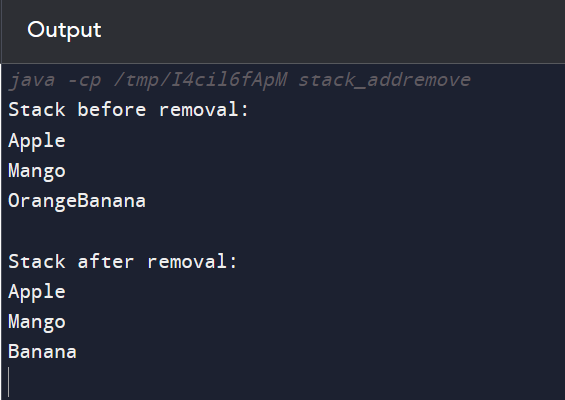 Output
java -cp /tmp/I4cil6fApM stack_addremove
Stack before removal:
Apple
Mango
OrangeBanana
Stack after removal:
Apple
Mango
Banana